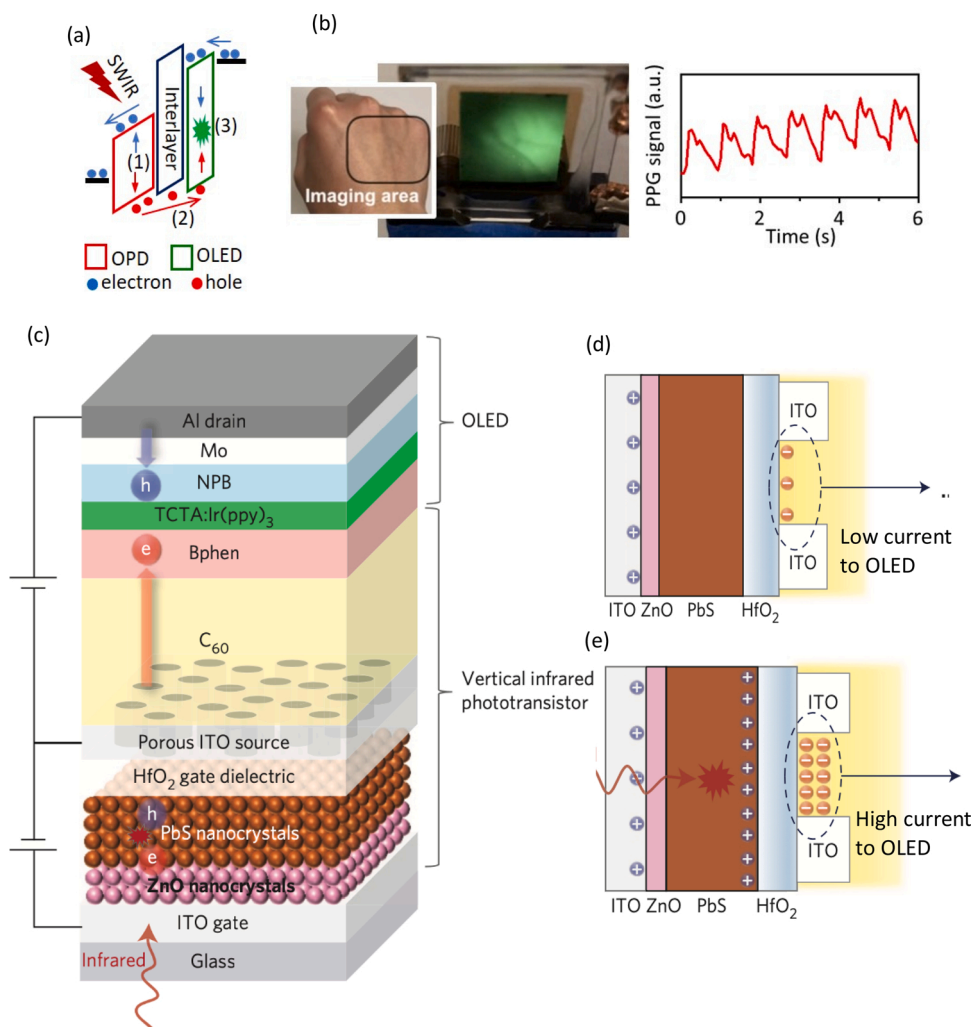 (a)
SWIR
Interlayer
(1)
(2)
(3)
OPD
OLED
electron
hole
(b)
Imaging area
PPG signal (a.u.)
0
2
4
6
Time (s)
(c)
Al drain
Mo
h
NPB
TCTA:Ir(ppy)3
e
Bphen
C60
Porous ITO source
HfO2 gate dielectric
h
PbS nanocrystals
e
ZnO nanocrystals
ITO gate
Infrared
Glass
OLED
Vertical infrared
phototransistor
(d)
ITO
ITO
Low current
to OLED
ITO ZnO PbS HfO2
(e)
ITO
ITO
High current
to OLED
ITO ZnO PbS HfO2